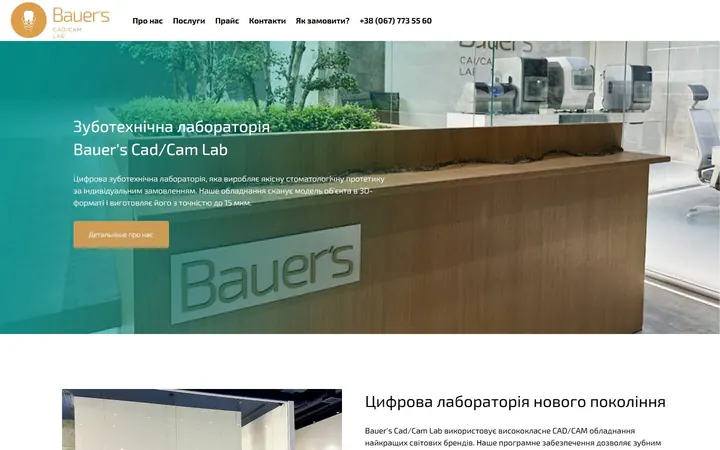 Bauer's
CAD/CAM
LAB
Про нас Послуги Прайс Контакти Як замовити? +38 (067) 773 55 60
Bauer's
CAD/CAM
LAB
Зуботехнічна лабораторія
Bauer's Cad/Cam Lab
Цифрова зуботехнічна лабораторія, яка виробляє якісну стоматологічну протетику
за індивідуальним замовленням. Наше обладнання сканує модель об'єкта в 3D-
форматі і виготовляє його з точністю до 15 мкм.
Детальніше про нас
Bauer's
Цифрова лабораторія нового покоління
Bauer's Cad/Cam Lab використовує висококласне CAD/CAM обладнання
найкращих світових брендів. Наше програмне забезпечення дозволяє зубним